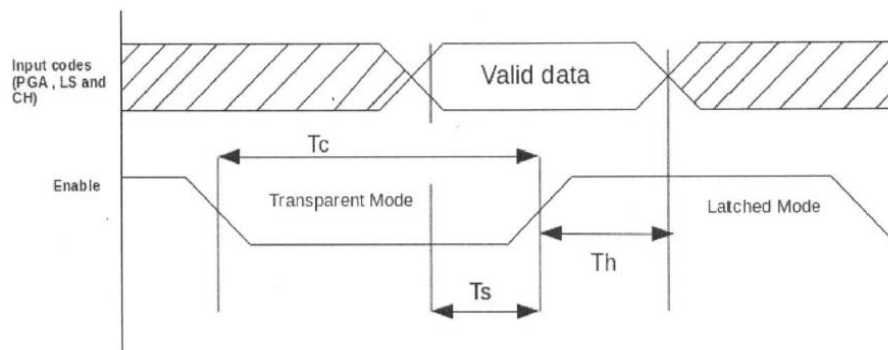 Input codes
(PGA , LS and
CH)
Valid data
Tc
Enable
Transparent Mode
Latched Mode
Th
Ts